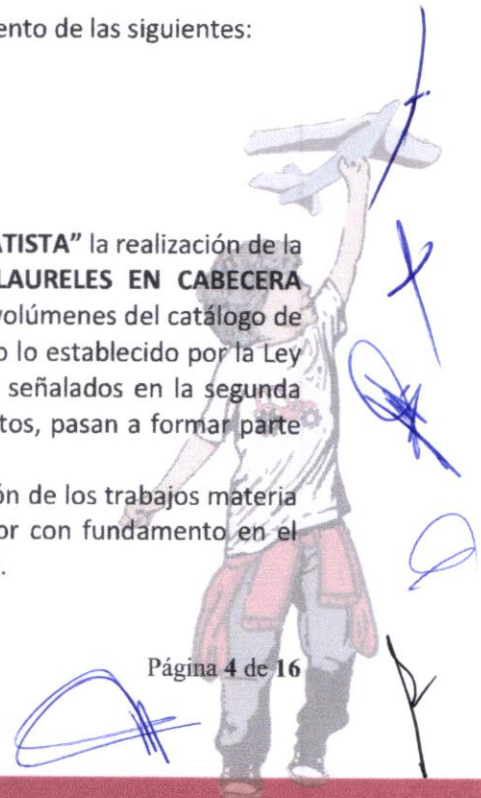 ento de las siguientes:
ATISTA” la realización de la
LAURELES EN CABECERA
volúmenes del catálogo de
o lo establecido por la Ley
señalados en la segunda
tos, pasan a formar parte
ón de los trabajos materia
or con fundamento en el
Página 4 de 16